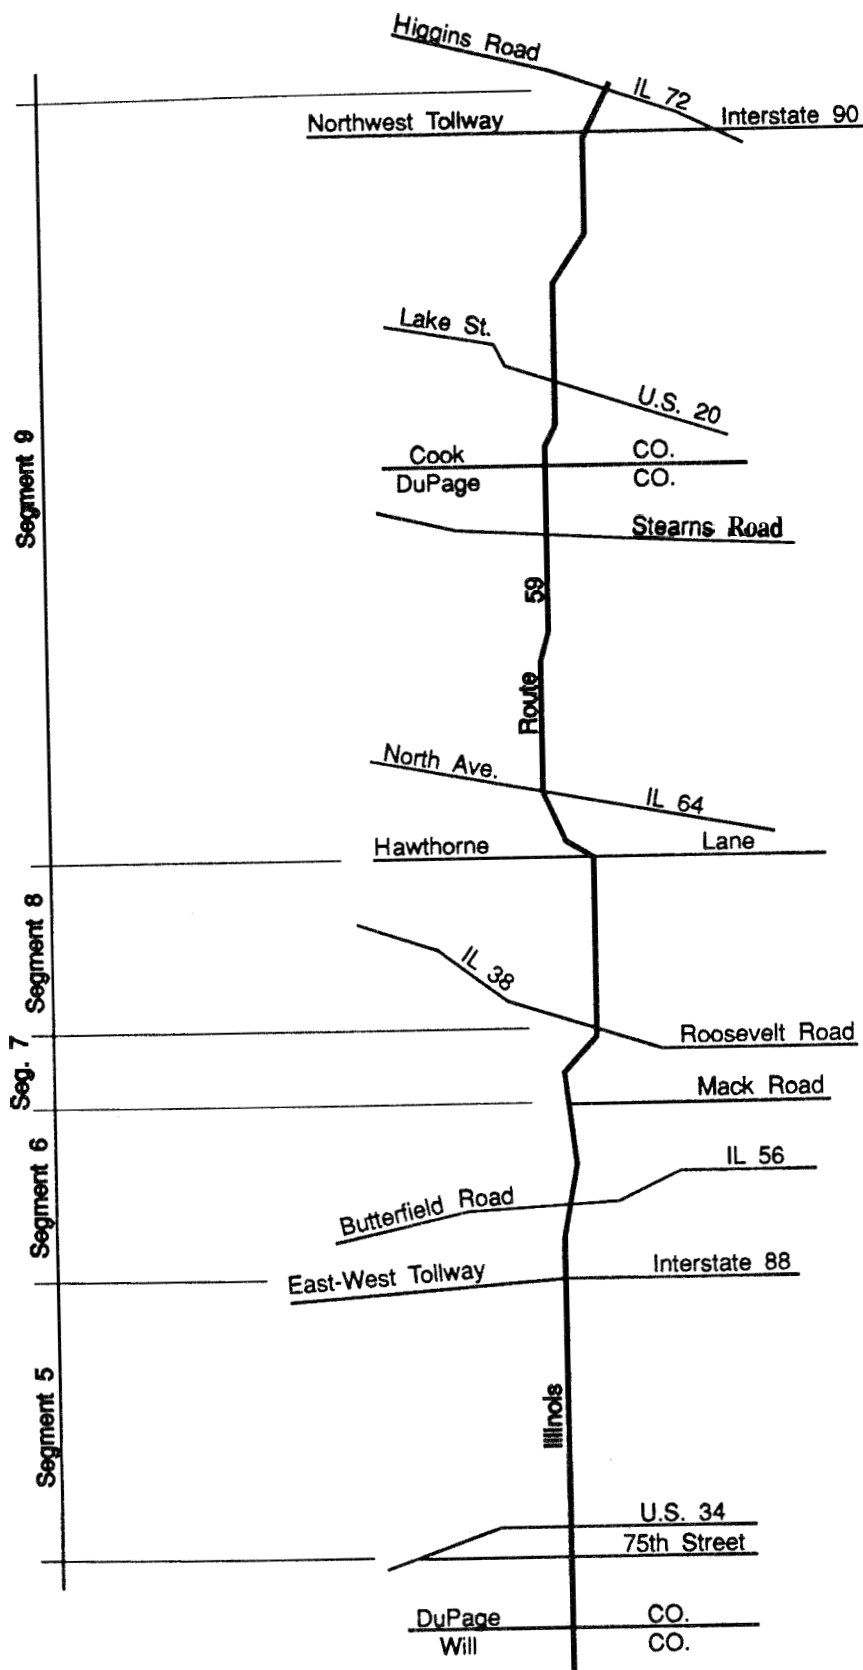 Higgins Road
IL 72
Northwest Tollway
Interstate 90
Lake St.
U.S. 20
Segment 9
Cook CO.
DuPage CO.
Stearns Road
59
Route
North Ave.
IL 64
Hawthorne Lane
Segment 8
IL 38
Roosevelt Road
Seg. 7
Mack Road
Segment 6
IL 56
Butterfield Road
East-West Tollway
Interstate 88
Segment 5
Illinois
U.S. 34
75th Street
DuPage CO.
Will CO.